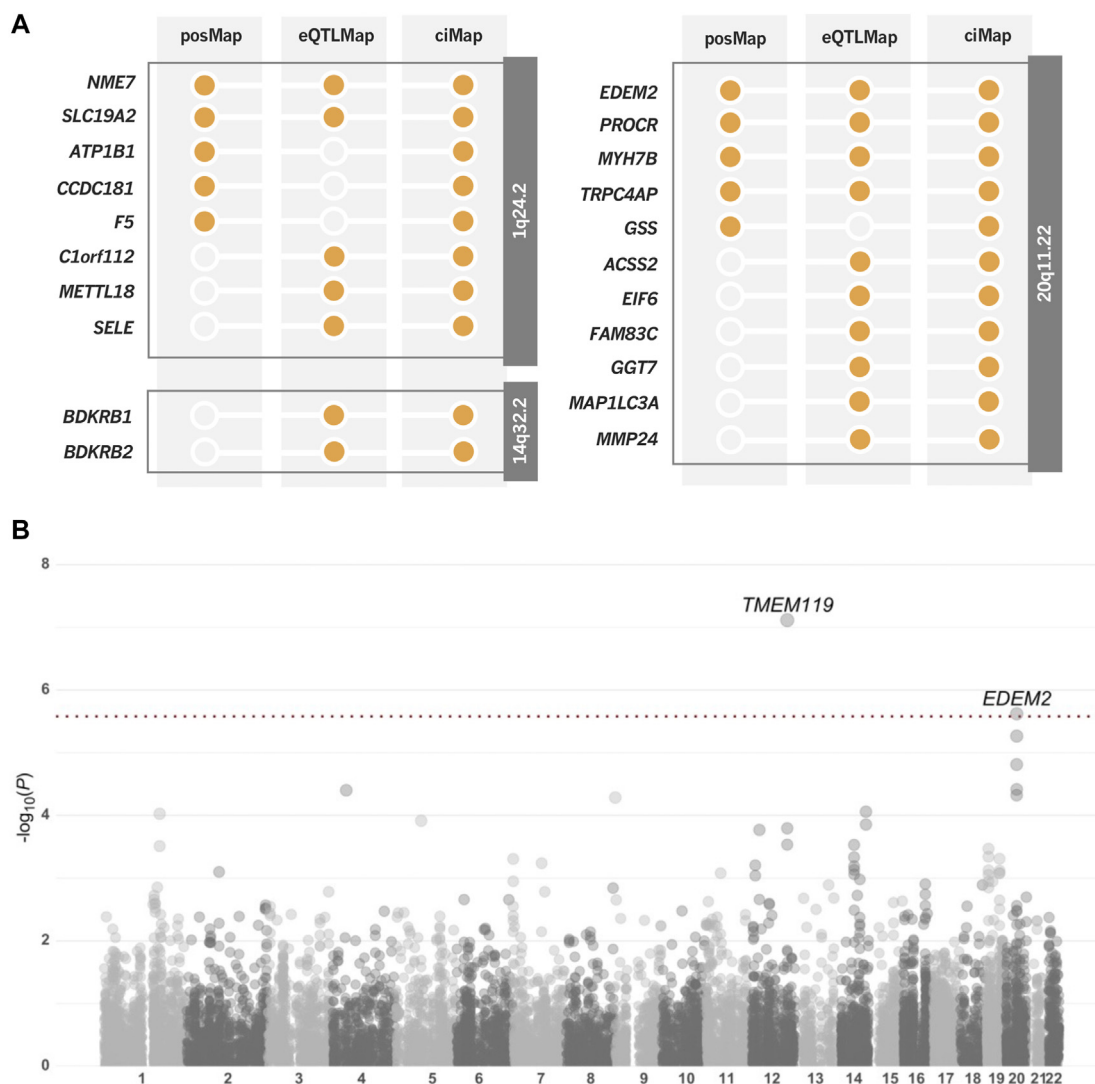 A
posMap eQTLMap ciMap
NME7
SLC19A2
ATP1B1
CCDC181
F5
C1orf112
METTL18
SELE
1q24.2
BDKRB1
BDKRB2
14q32.2
posMap eQTLMap ciMap
EDEM2
PROCR
MYH7B
TRPC4AP
GSS
ACSS2
EIF6
FAM83C
GGT7
MAP1LC3A
MMP24
20q11.22
B
8
TMEM119
6
EDEM2
-log10(P)
4
2
0
1 2 3 4 5 6 7 8 9 10 11 12 13 14 15 16 17 18 19 20 21 22